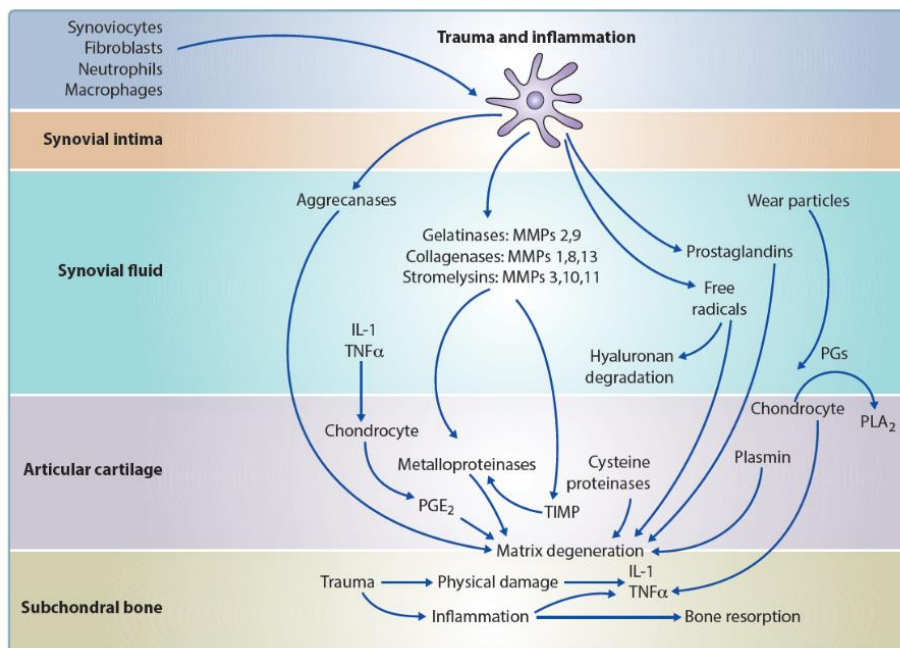 Synoviocytes
Fibroblasts
Neutrophils
Macrophages
Trauma and inflammation
Synovial intima
Aggrecanases
Wear particles
Gelatinases: MMPs 2,9
Collagenases: MMPs 1,8,13
Stromelysins: MMPs 3,10,11
Synovial fluid
Prostaglandins
Free
radicals
IL-1
TNFα
Hyaluronan
degradation
PGs
Chondrocyte
PLA₂
Chondrocyte
Articular cartilage
Metalloproteinases
Cysteine
proteinases
Plasmin
PGE₂
TIMP
Matrix degeneration
IL-1
TNFα
Trauma
Physical damage
Subchondral bone
Inflammation
Bone resorption